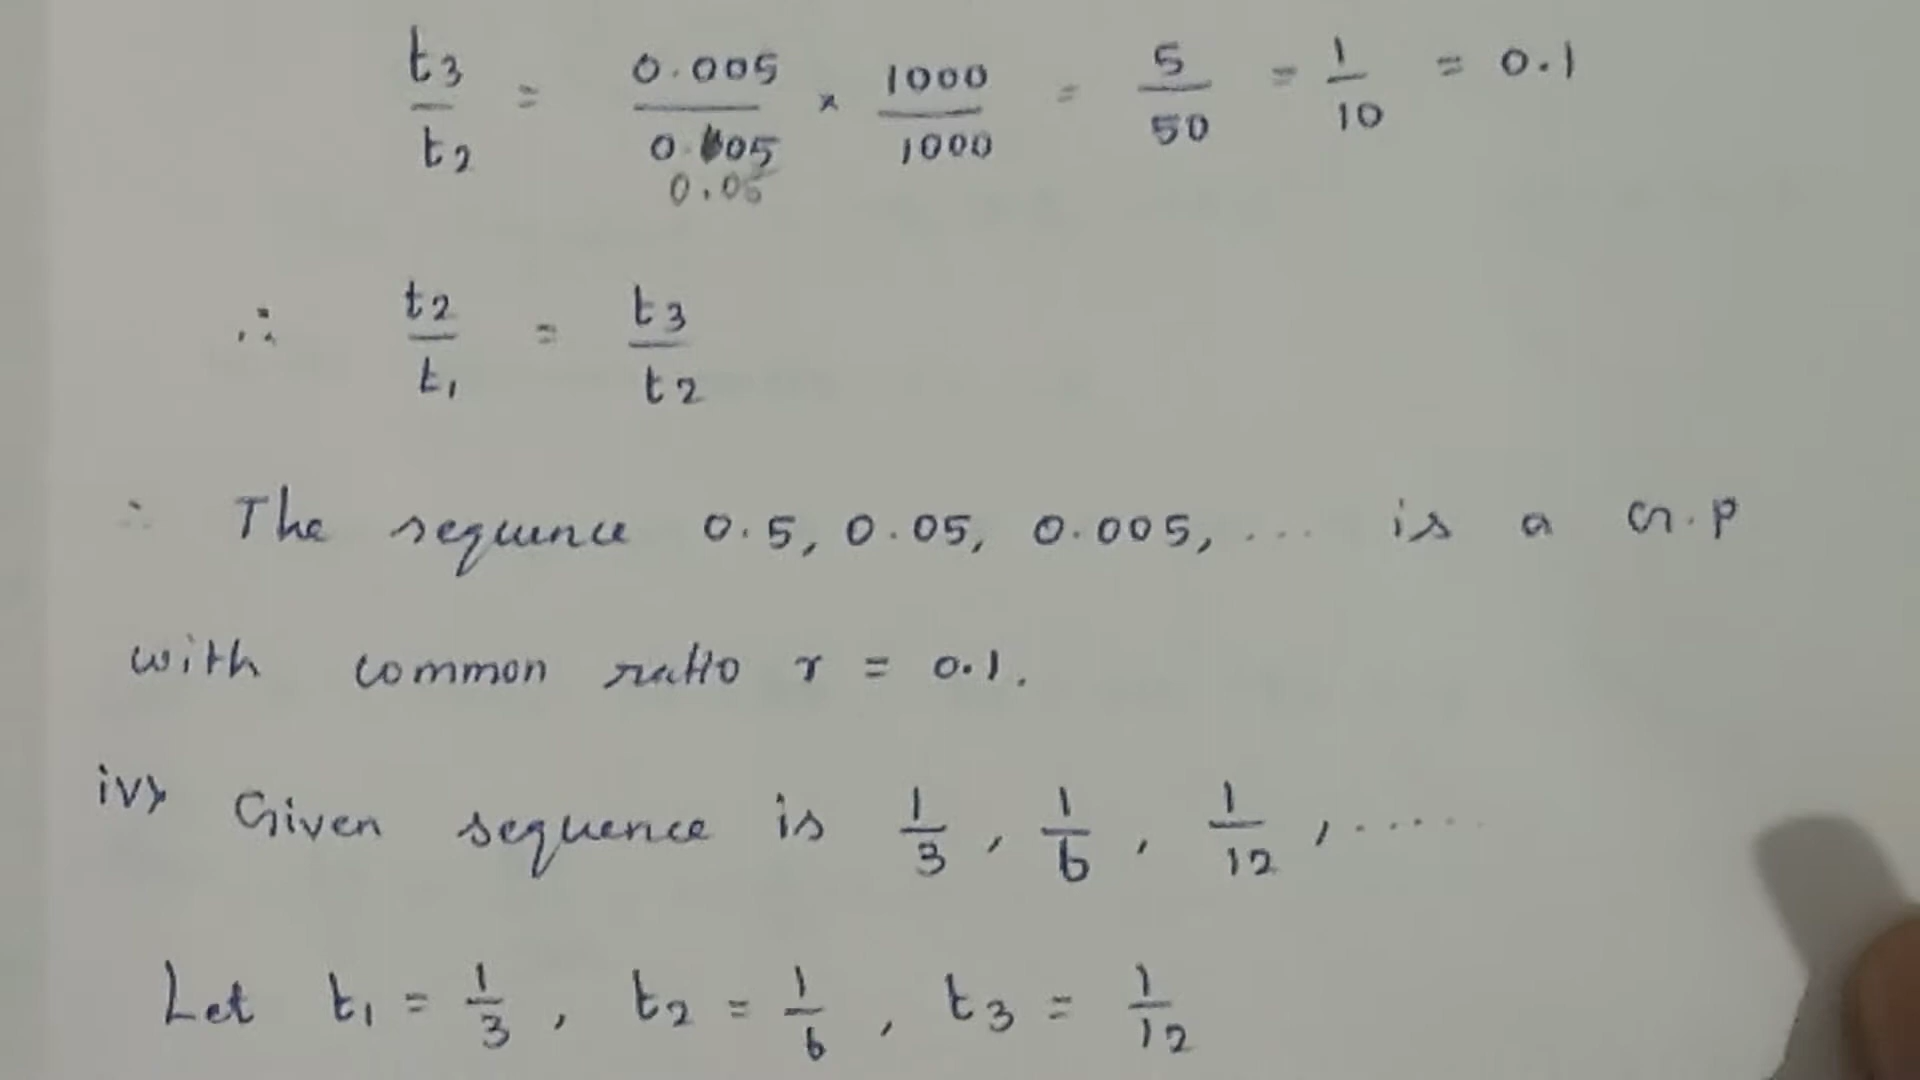 t3/t2 = 0.005/0.005 × 1000/1000 = 5/50 = 1/10 = 0.1
0.05
∴ t2/t1 = t3/t2
∴ The sequence 0.5, 0.05, 0.005, ... is a G.P
with common ratio r = 0.1.
iv) Given sequence is 1/3, 1/6, 1/12, .....
Let t1 = 1/3, t2 = 1/6, t3 = 1/12